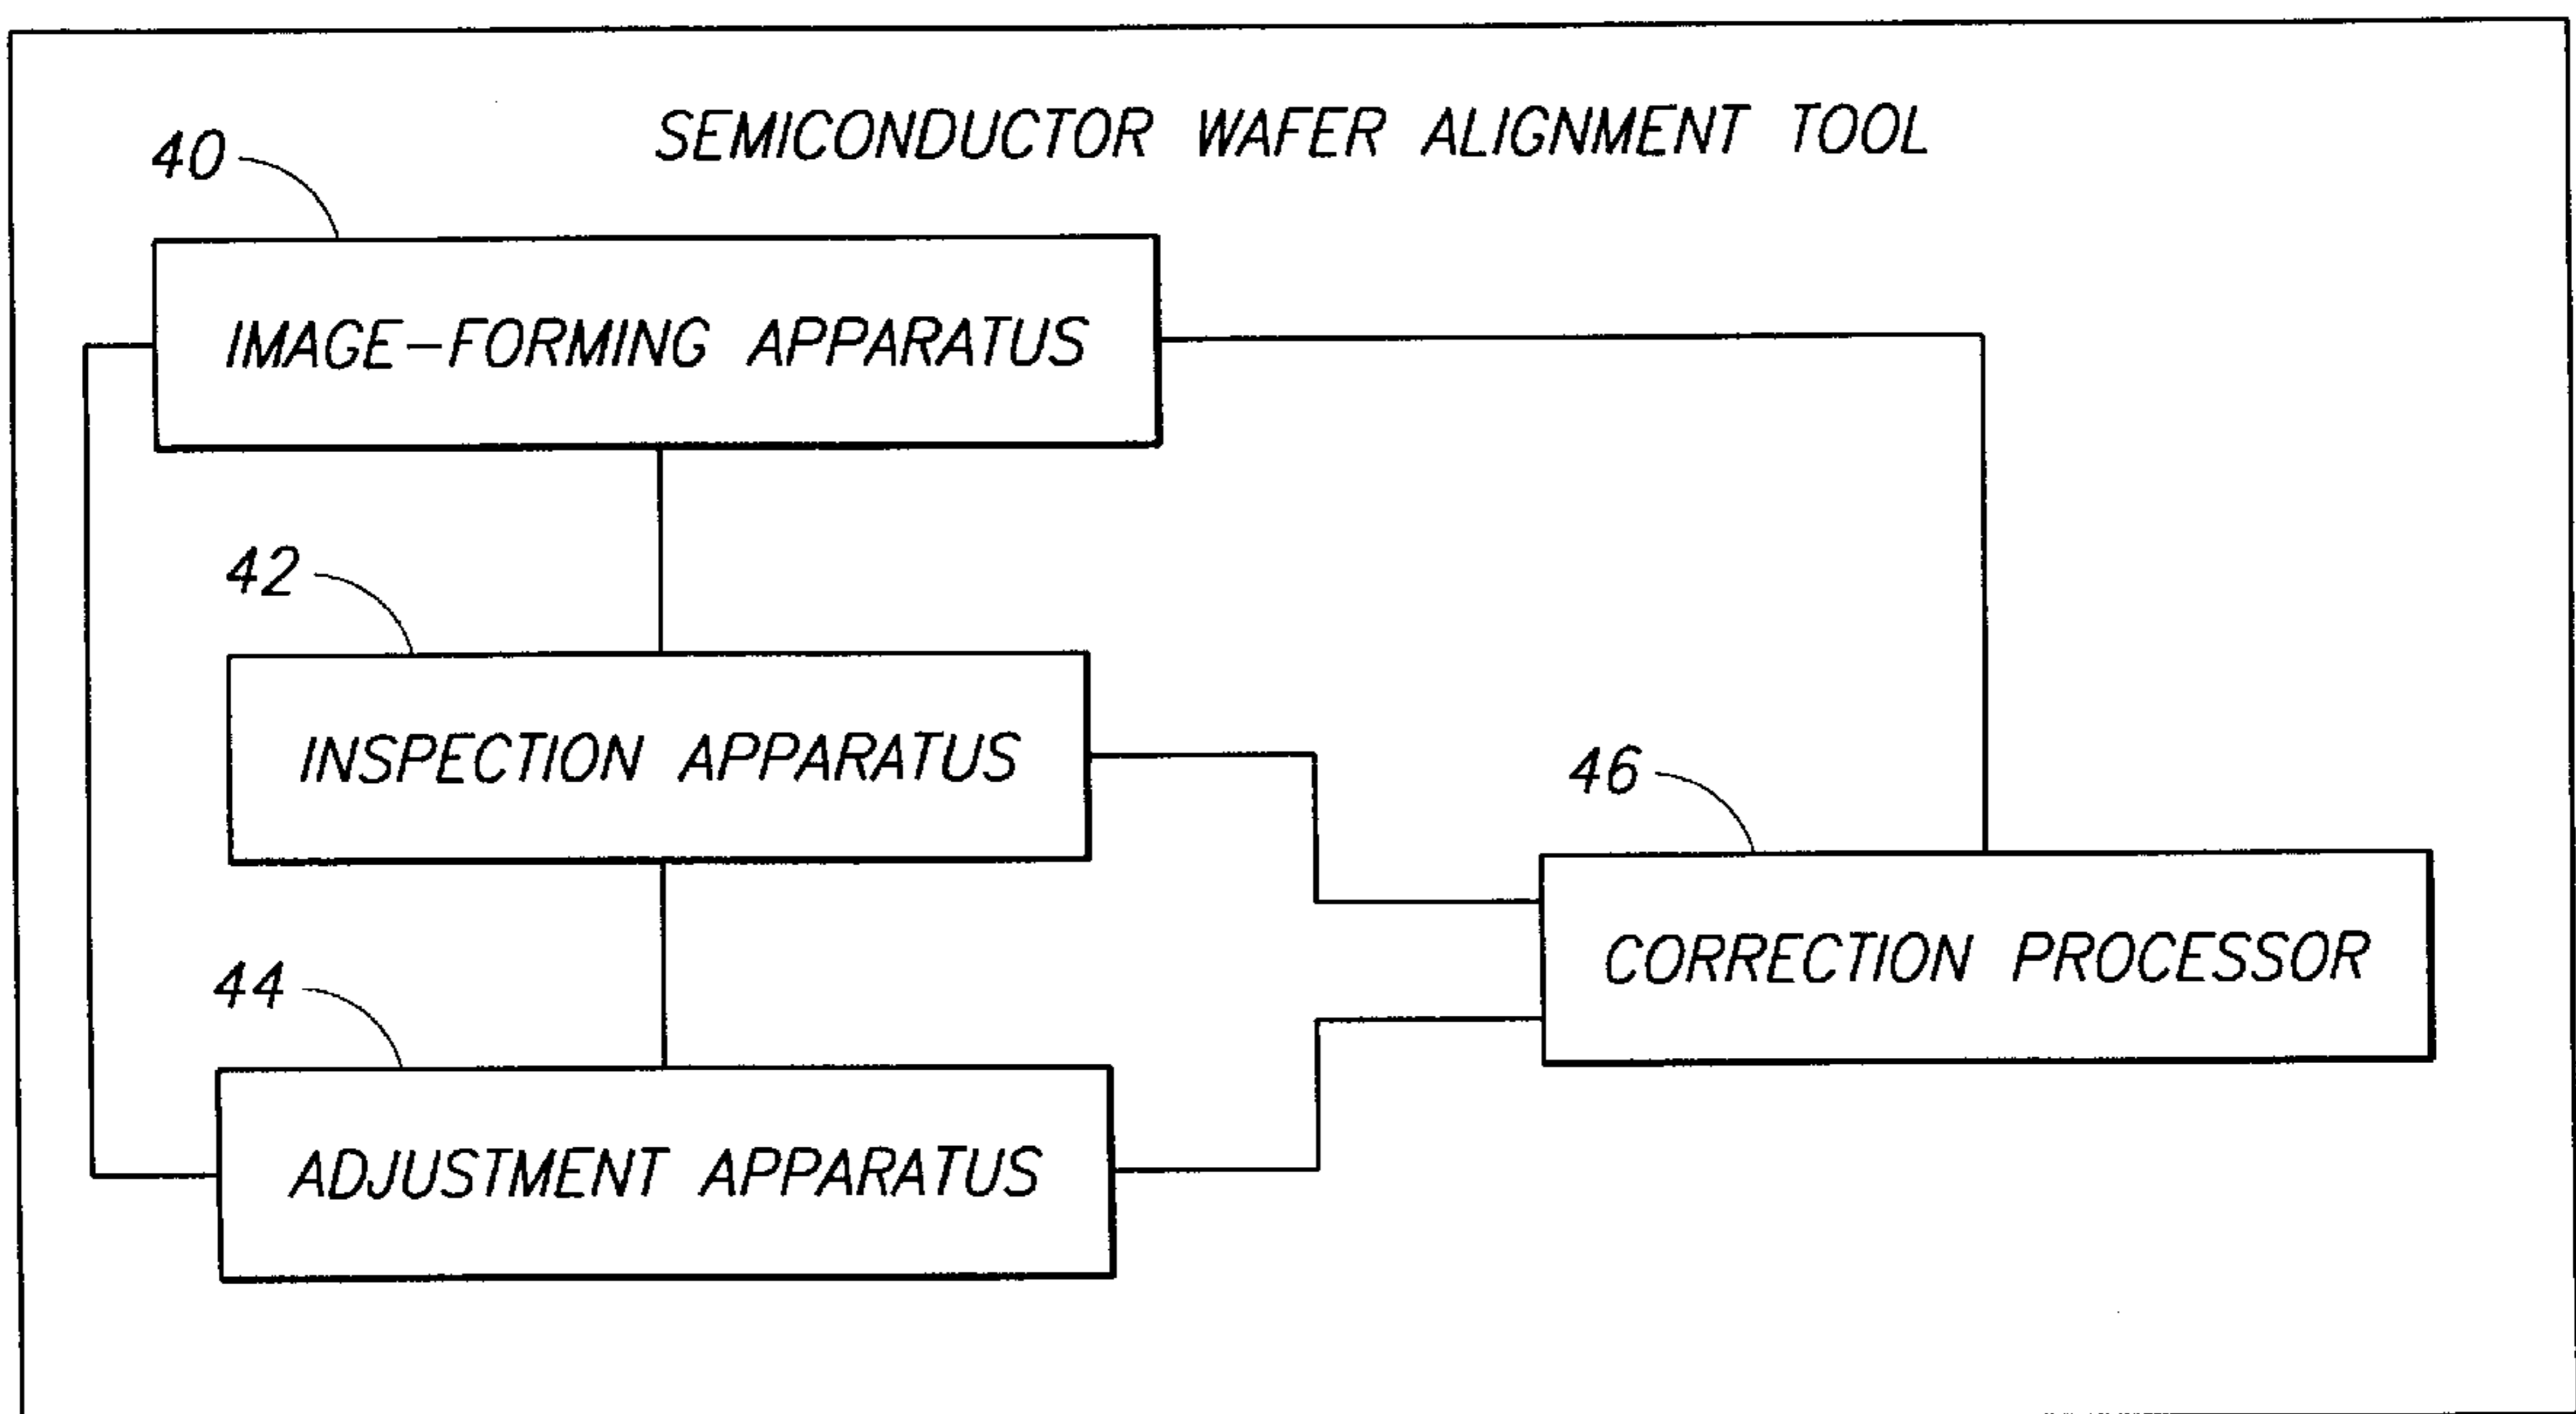 SEMICONDUCTOR WAFER ALIGNMENT TOOL
40
IMAGE-FORMING APPARATUS
42
INSPECTION APPARATUS
46
CORRECTION PROCESSOR
44
ADJUSTMENT APPARATUS